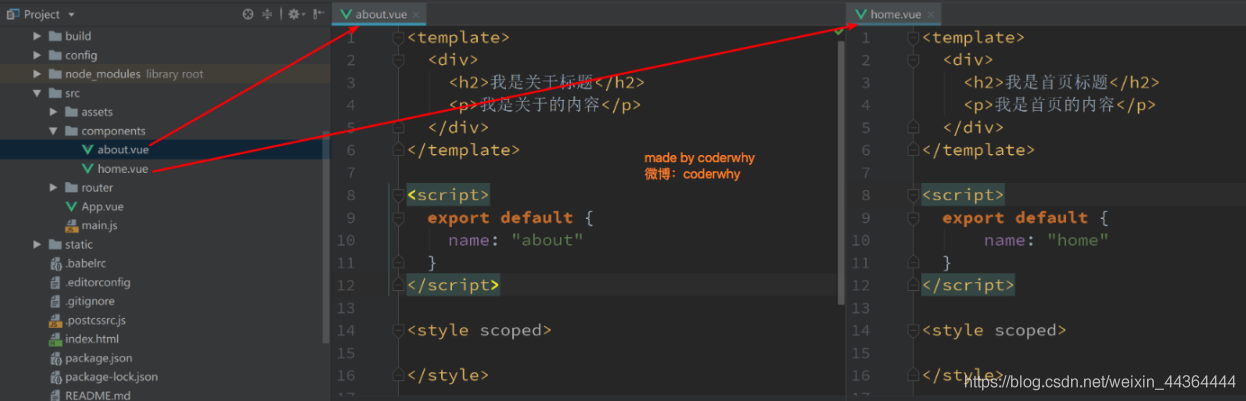 Project
build
config
node_modules library root
src
assets
components
about.vue
home.vue
router
App.vue
main.js
static
.babelrc
.editorconfig
.gitignore
.postcssrc.js
index.html
package.json
package-lock.json
README.md
about.vue
1 <template>
2 <div>
3 <h2>我是关于标题</h2>
4 <p>我是关于的内容</p>
5 </div>
6 </template>
7
8 <script>
9 export default {
10 name: "about"
11 }
12 </script>
13
14 <style scoped>
15
16 </style>
17
made by coderwhy
微博：coderwhy
home.vue
1 <template>
2 <div>
3 <h2>我是首页标题</h2>
4 <p>我是首页的内容</p>
5 </div>
6 </template>
7
8 <script>
9 export default {
10 name: "home"
11 }
12 </script>
13
14 <style scoped>
15
16 </style>
17
https://blog.csdn.net/weixin_44364444